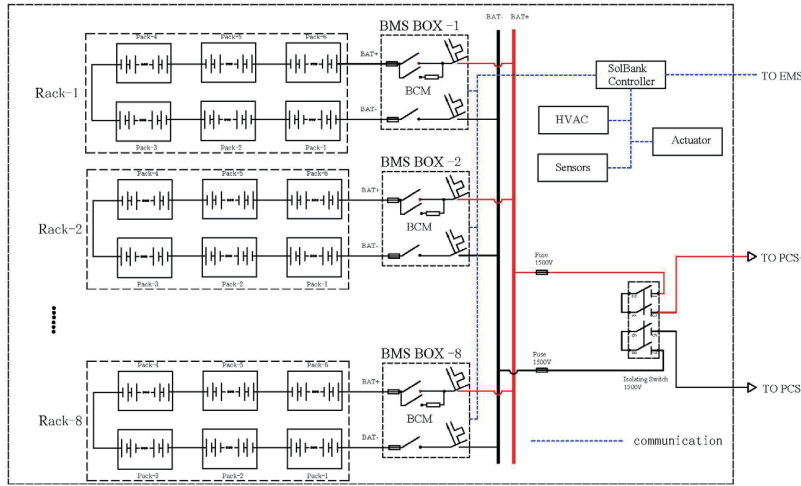 BMS BOX -1
BAT- BAT+
Pack-4 Pack-5 Pack-6
BAT+
Rack-1
BCM
BAT-
Pack-3 Pack-2 Pack-1
SolBank
Controller
TO EMS
HVAC
Actuator
Sensors
BMS BOX -2
Pack-4 Pack-5 Pack-6
BAT+
Rack-2
BCM
BAT-
Pack-3 Pack-2 Pack-1
Fuse
1500V
TO PCS
Fuse
1500V
Isolating Switch
1500V
TO PCS
BMS BOX -8
Pack-4 Pack-5 Pack-6
BAT+
Rack-8
BCM
BAT-
Pack-3 Pack-2 Pack-1
communication